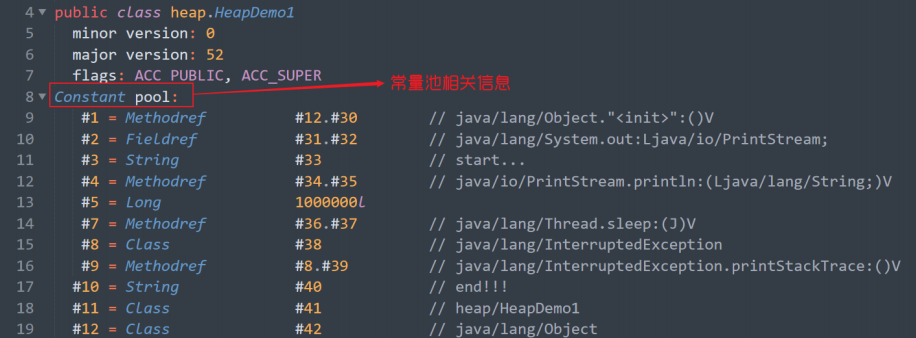 4 public class heap.HeapDemo1
5 minor version: 0
6 major version: 52
7 flags: ACC_PUBLIC, ACC_SUPER
8 Constant pool: 常量池相关信息
9 #1 = Methodref #12.#30 // java/lang/Object."<init>":()V
10 #2 = Fieldref #31.#32 // java/lang/System.out:Ljava/io/PrintStream;
11 #3 = String #33 // start...
12 #4 = Methodref #34.#35 // java/io/PrintStream.println:(Ljava/lang/String;)V
13 #5 = Long 1000000l
14 #7 = Methodref #36.#37 // java/lang/Thread.sleep:(J)V
15 #8 = Class #38 // java/lang/InterruptedException
16 #9 = Methodref #8.#39 // java/lang/InterruptedException.printStackTrace:()V
17 #10 = String #40 // end!!!
18 #11 = Class #41 // heap/HeapDemo1
19 #12 = Class #42 // java/lang/Object